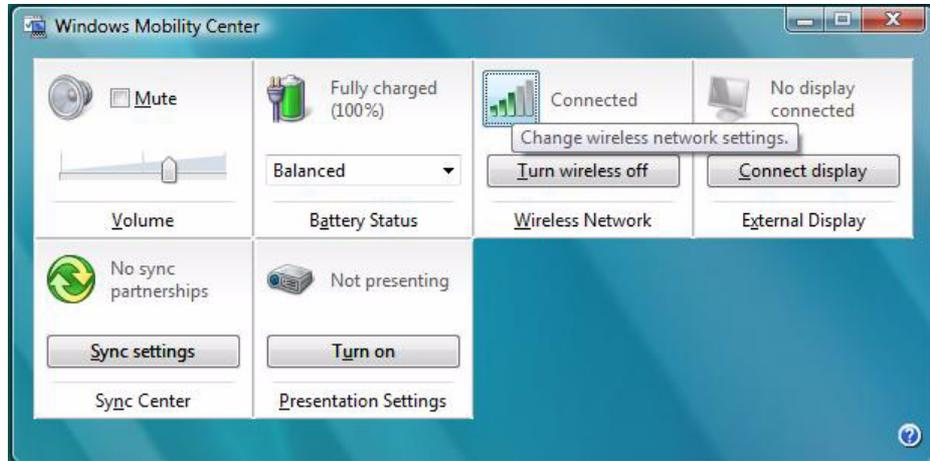 Windows Mobility Center
Mute
Volume
Fully charged
(100%)
Balanced
Battery Status
Connected
Change wireless network settings.
Turn wireless off
Wireless Network
No display
connected
Connect display
External Display
No sync
partnerships
Sync settings
Sync Center
Not presenting
Turn on
Presentation Settings